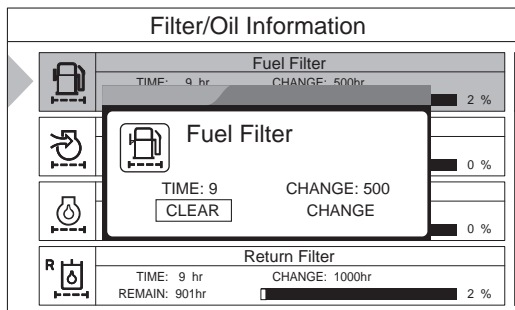 Filter/Oil Information
Fuel Filter
TIME: 9 hr CHANGE: 500hr
2 %
Fuel Filter
TIME: 9 CHANGE: 500
CLEAR CHANGE
0 %
0 %
Return Filter
R
TIME: 9 hr CHANGE: 1000hr
REMAIN: 901hr 2 %